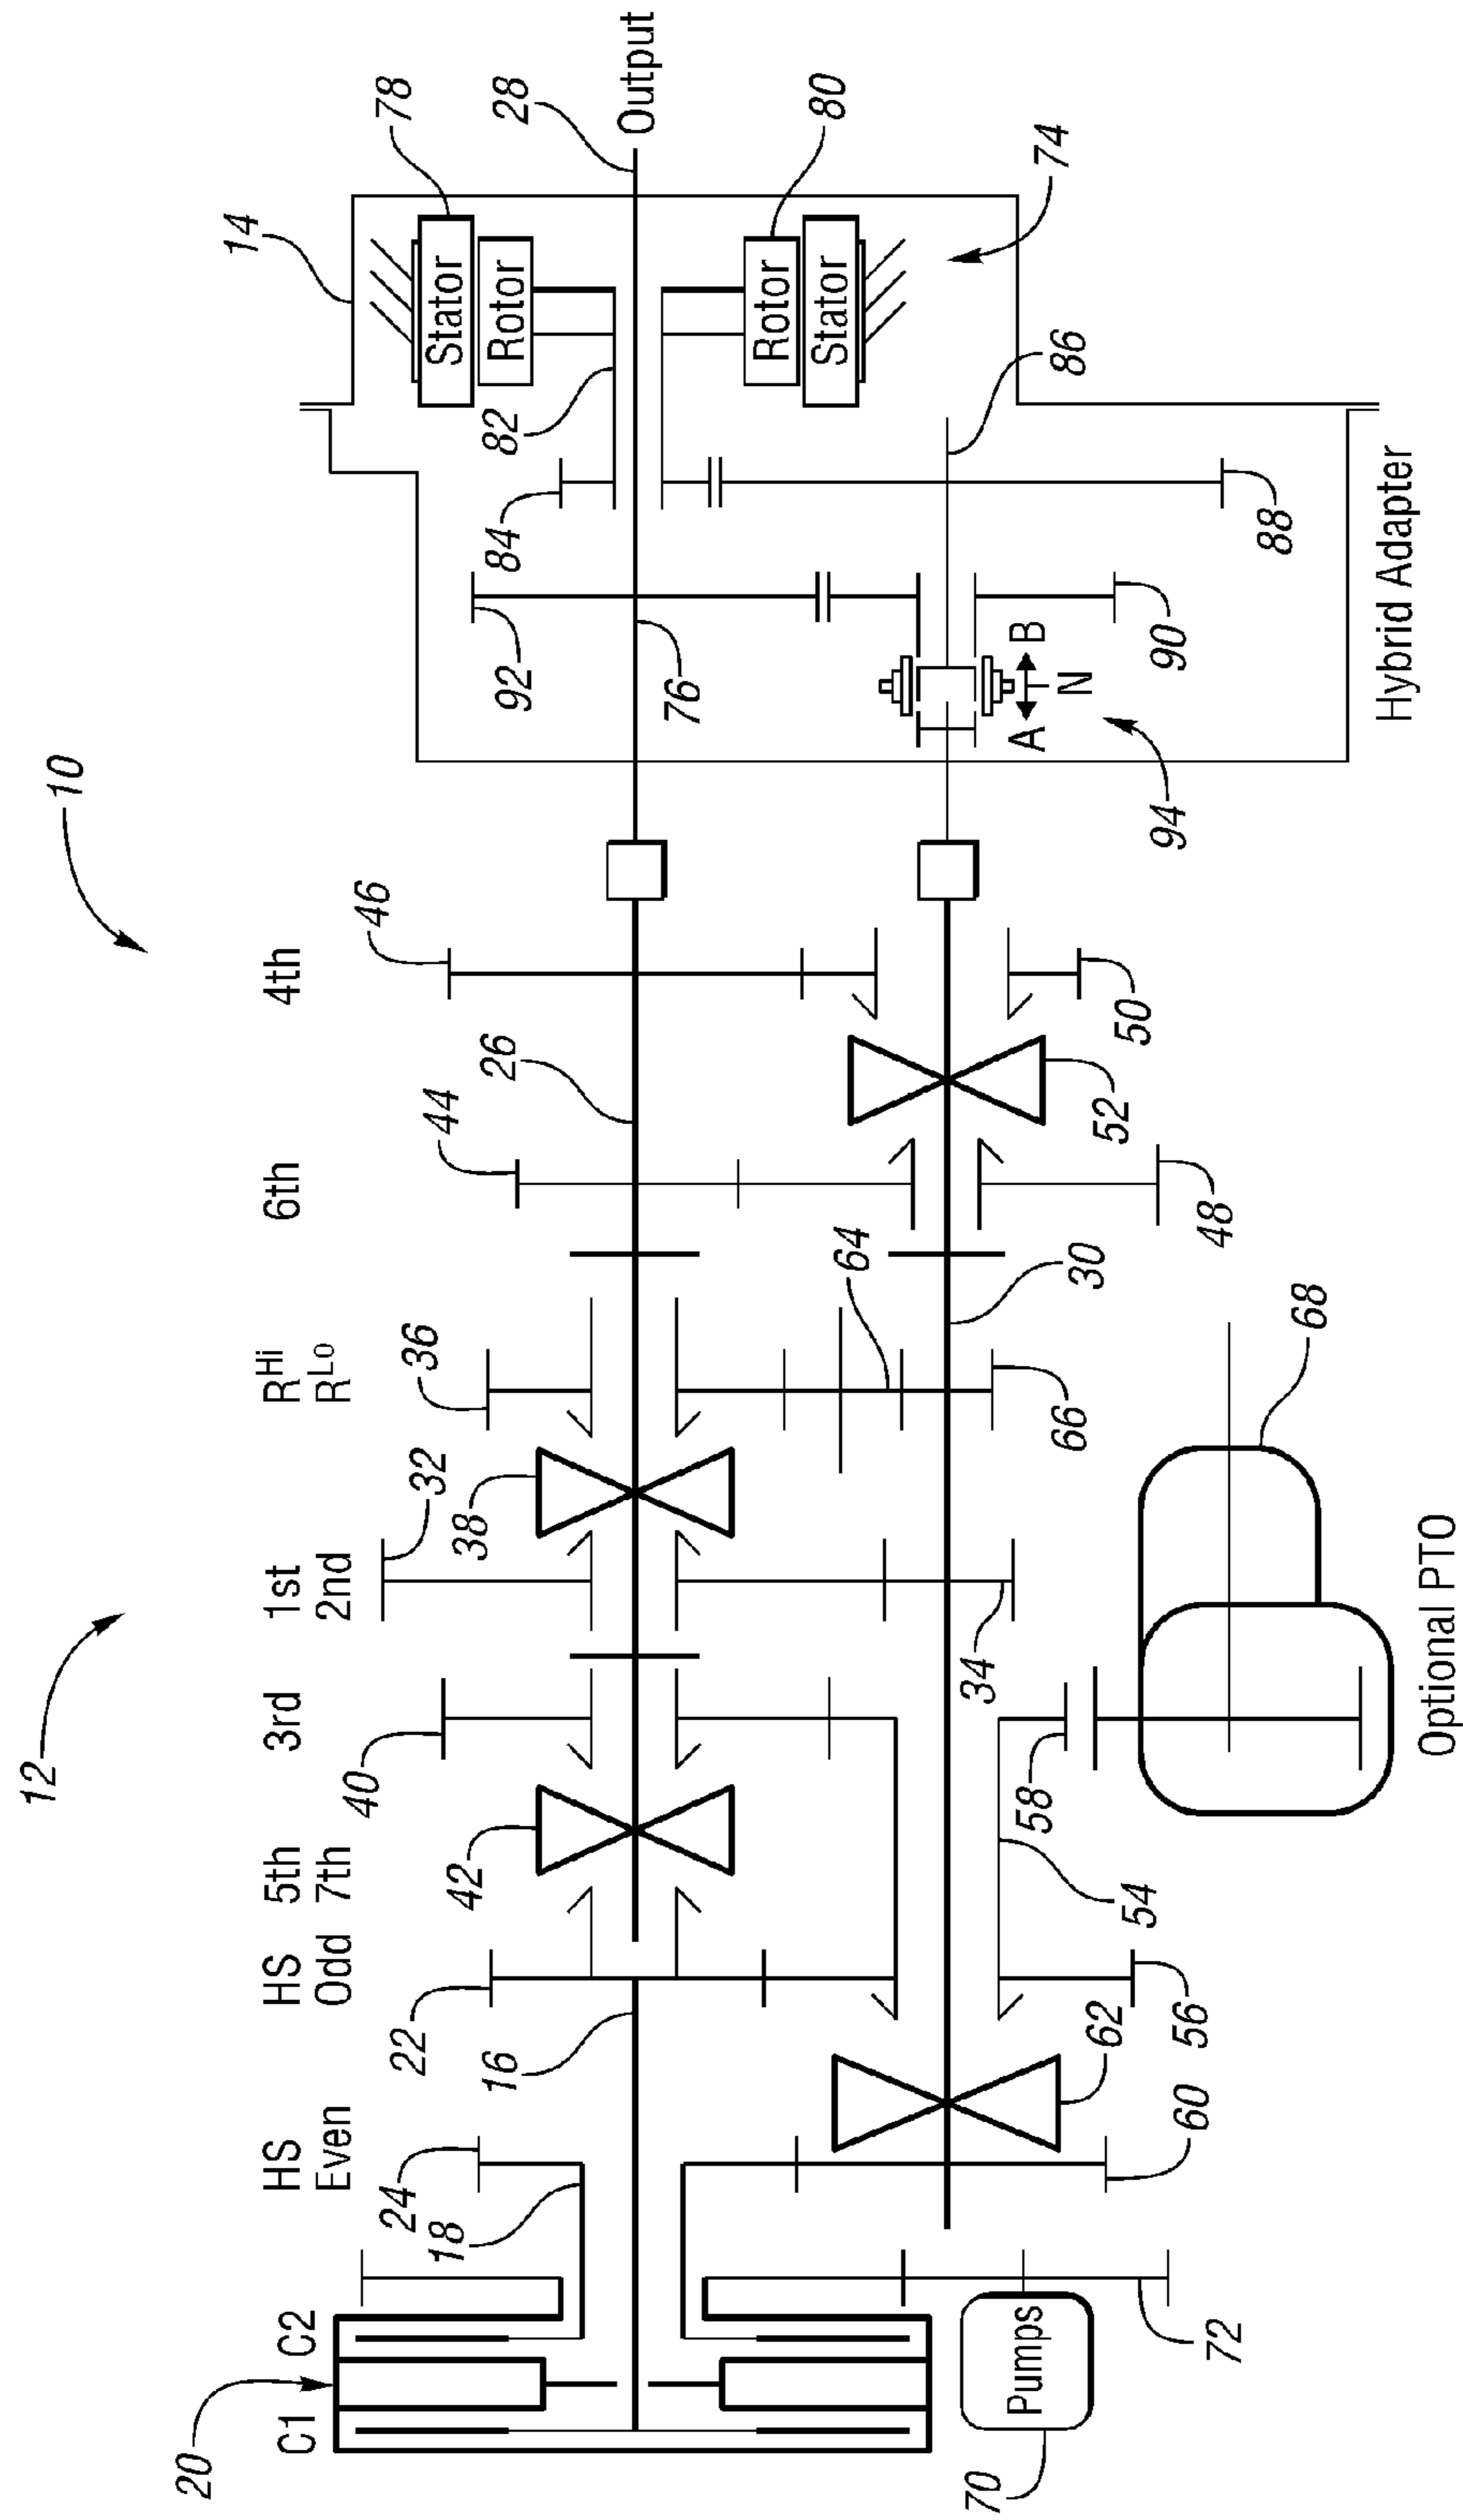 12
10
14
78
28
Output
80
74
Stator
Rotor
Rotor
Stator
82
84
86
88
92
76
90
A
N
B
94
Hybrid Adapter
4th
46
26
50
52
6th
44
48
30
64
R Hi
R Lo
36
66
68
1st
2nd
32
38
34
3rd
40
58
Optional PTO
5th
7th
42
54
HS
Odd
22
16
56
62
HS
Even
24
18
60
C1
C2
20
Pumps
70
72